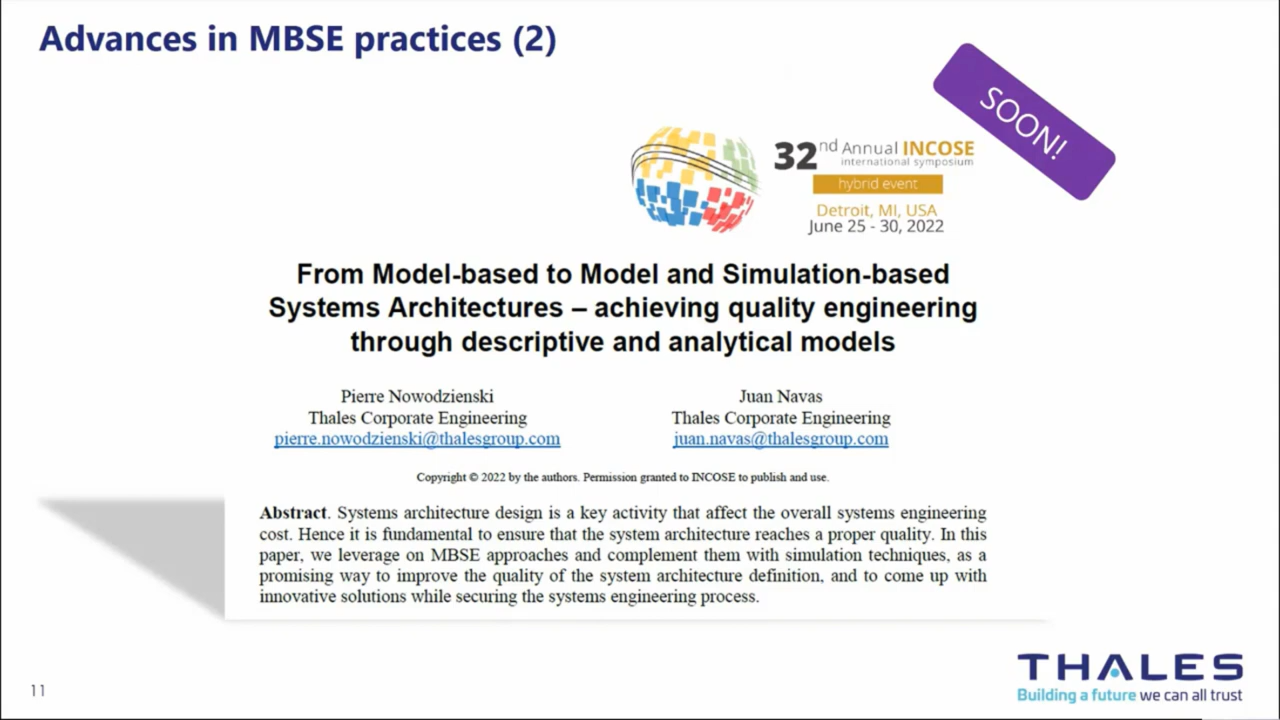 Advances in MBSE practices (2)
SOON!
32nd Annual INCOSE
international symposium
hybrid event
Detroit, MI, USA
June 25 - 30, 2022
From Model-based to Model and Simulation-based
Systems Architectures – achieving quality engineering
through descriptive and analytical models
Pierre Nowodzienski
Thales Corporate Engineering
pierre.nowodzienski@thalesgroup.com
Juan Navas
Thales Corporate Engineering
juan.navas@thalesgroup.com
Copyright © 2022 by the authors. Permission granted to INCOSE to publish and use.
Abstract. Systems architecture design is a key activity that affect the overall systems engineering
cost. Hence it is fundamental to ensure that the system architecture reaches a proper quality. In this
paper, we leverage on MBSE approaches and complement them with simulation techniques, as a
promising way to improve the quality of the system architecture definition, and to come up with
innovative solutions while securing the systems engineering process.
11
THALES
Building a future we can all trust